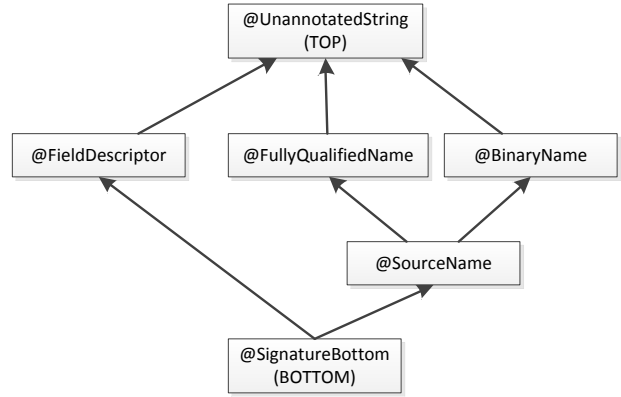 @UnannotatedString
(TOP)
@FieldDescriptor
@FullyQualifiedName
@BinaryName
@SourceName
@SignatureBottom
(BOTTOM)